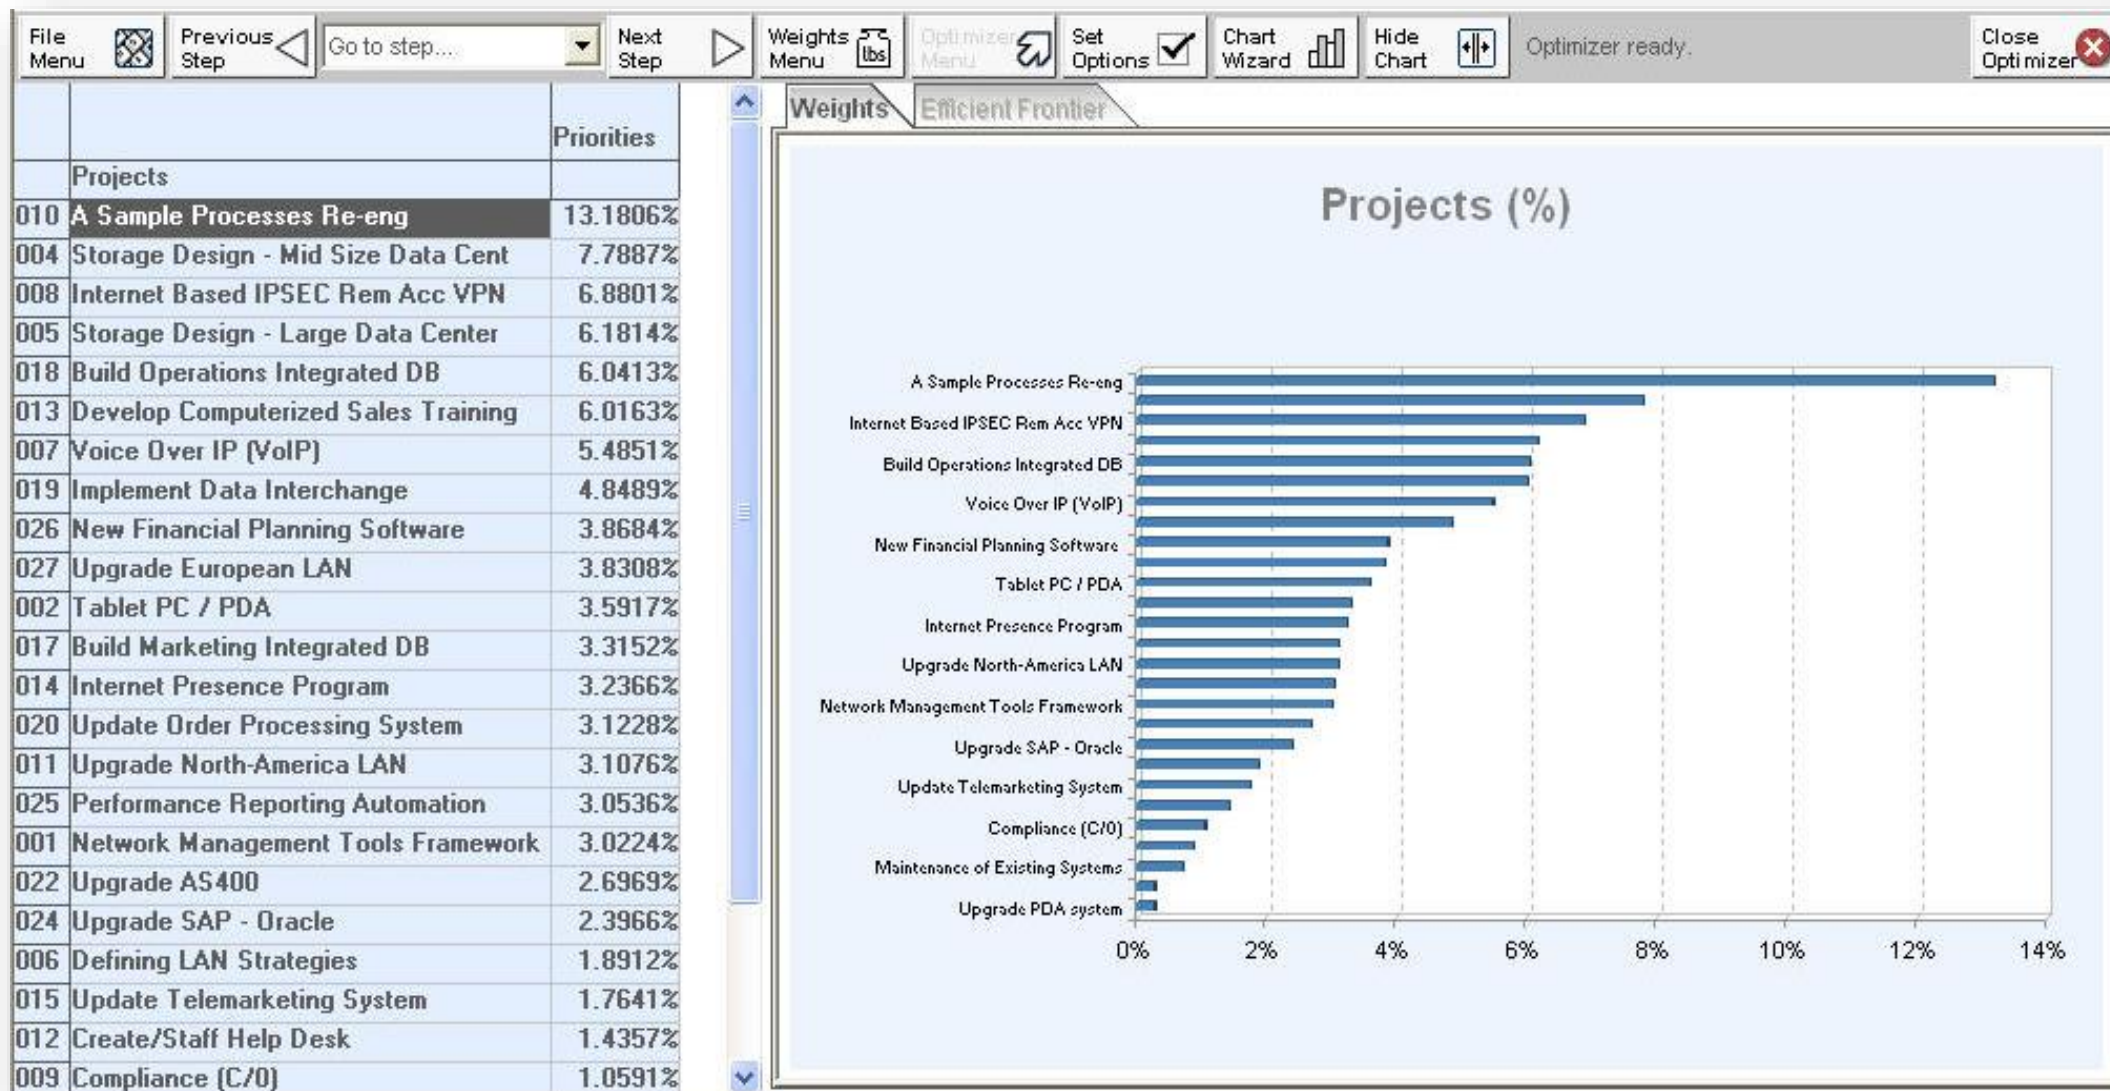 File Menu
Previous Step
Go to step....
Next Step
Weights Menu
lbs
Optimizer Menu
Set Options
Chart Wizard
Hide Chart
Optimizer ready.
Close Optimizer
Priorities
Projects
010 A Sample Processes Re-eng 13.1806%
004 Storage Design - Mid Size Data Cent 7.7887%
008 Internet Based IPSEC Rem Acc VPN 6.8801%
005 Storage Design - Large Data Center 6.1814%
018 Build Operations Integrated DB 6.0413%
013 Develop Computerized Sales Training 6.0163%
007 Voice Over IP (VoIP) 5.4851%
019 Implement Data Interchange 4.8489%
026 New Financial Planning Software 3.8684%
027 Upgrade European LAN 3.8308%
002 Tablet PC / PDA 3.5917%
017 Build Marketing Integrated DB 3.3152%
014 Internet Presence Program 3.2366%
020 Update Order Processing System 3.1228%
011 Upgrade North-America LAN 3.1076%
025 Performance Reporting Automation 3.0536%
001 Network Management Tools Framework 3.0224%
022 Upgrade AS400 2.6969%
024 Upgrade SAP - Oracle 2.3966%
006 Defining LAN Strategies 1.8912%
015 Update Telemarketing System 1.7641%
012 Create/Staff Help Desk 1.4357%
009 Compliance (C/0) 1.0591%
Weights
Efficient Frontier
Projects (%)
A Sample Processes Re-eng
Internet Based IPSEC Rem Acc VPN
Build Operations Integrated DB
Voice Over IP (VoIP)
New Financial Planning Software
Tablet PC / PDA
Internet Presence Program
Upgrade North-America LAN
Network Management Tools Framework
Upgrade SAP - Oracle
Update Telemarketing System
Compliance (C/0)
Maintenance of Existing Systems
Upgrade PDA system
0% 2% 4% 6% 8% 10% 12% 14%